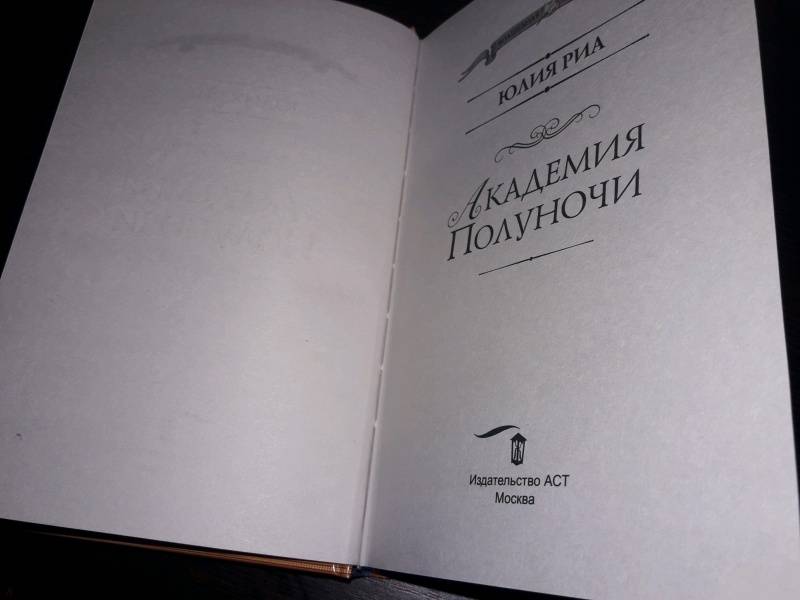 ЮЛИЯ РИА
АКАДЕМИЯ
ПОЛУНОЧИ
Издательство АСТ
Москва